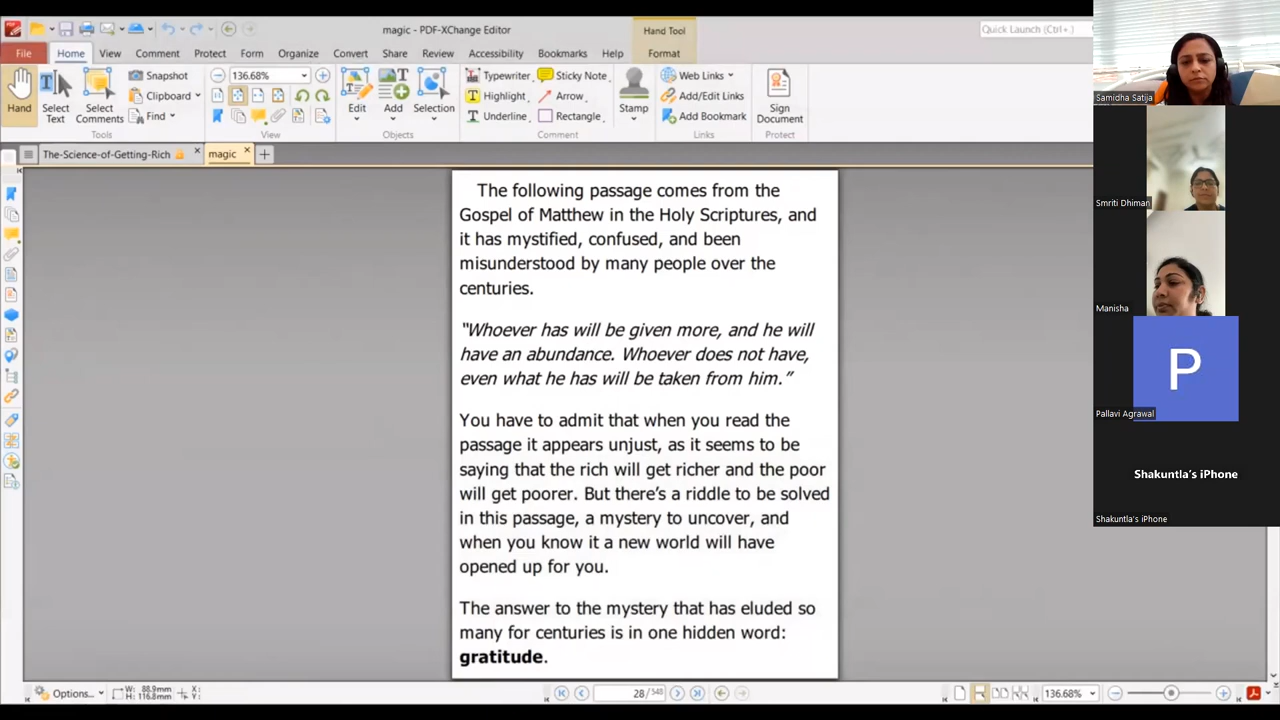 magic - PDF-XChange Editor
Hand Tool
Quick Launch (Ctrl+.)
File
Home
View
Comment
Protect
Form
Organize
Convert
Share
Review
Accessibility
Bookmarks
Help
Format
Hand
Select Text
Select Comments
Snapshot
Clipboard
Find
Tools
136.68%
View
Edit
Add
Selection
Objects
Typewriter
Sticky Note
Highlight
Arrow
Underline
Rectangle
Stamp
Comment
Web Links
Add/Edit Links
Add Bookmark
Links
Sign Document
Protect
The-Science-of-Getting-Rich
magic
The following passage comes from the
Gospel of Matthew in the Holy Scriptures, and
it has mystified, confused, and been
misunderstood by many people over the
centuries.
“Whoever has will be given more, and he will
have an abundance. Whoever does not have,
even what he has will be taken from him.”
You have to admit that when you read the
passage it appears unjust, as it seems to be
saying that the rich will get richer and the poor
will get poorer. But there’s a riddle to be solved
in this passage, a mystery to uncover, and
when you know it a new world will have
opened up for you.
The answer to the mystery that has eluded so
many for centuries is in one hidden word:
gratitude.
Options...
W: 88.9mm
H: 116.8mm
X:
Y:
28 / 548
136.68%
Samidha Satija
Smriti Dhiman
Manisha
P
Pallavi Agrawal
Shakuntla's iPhone
Shakuntla's iPhone